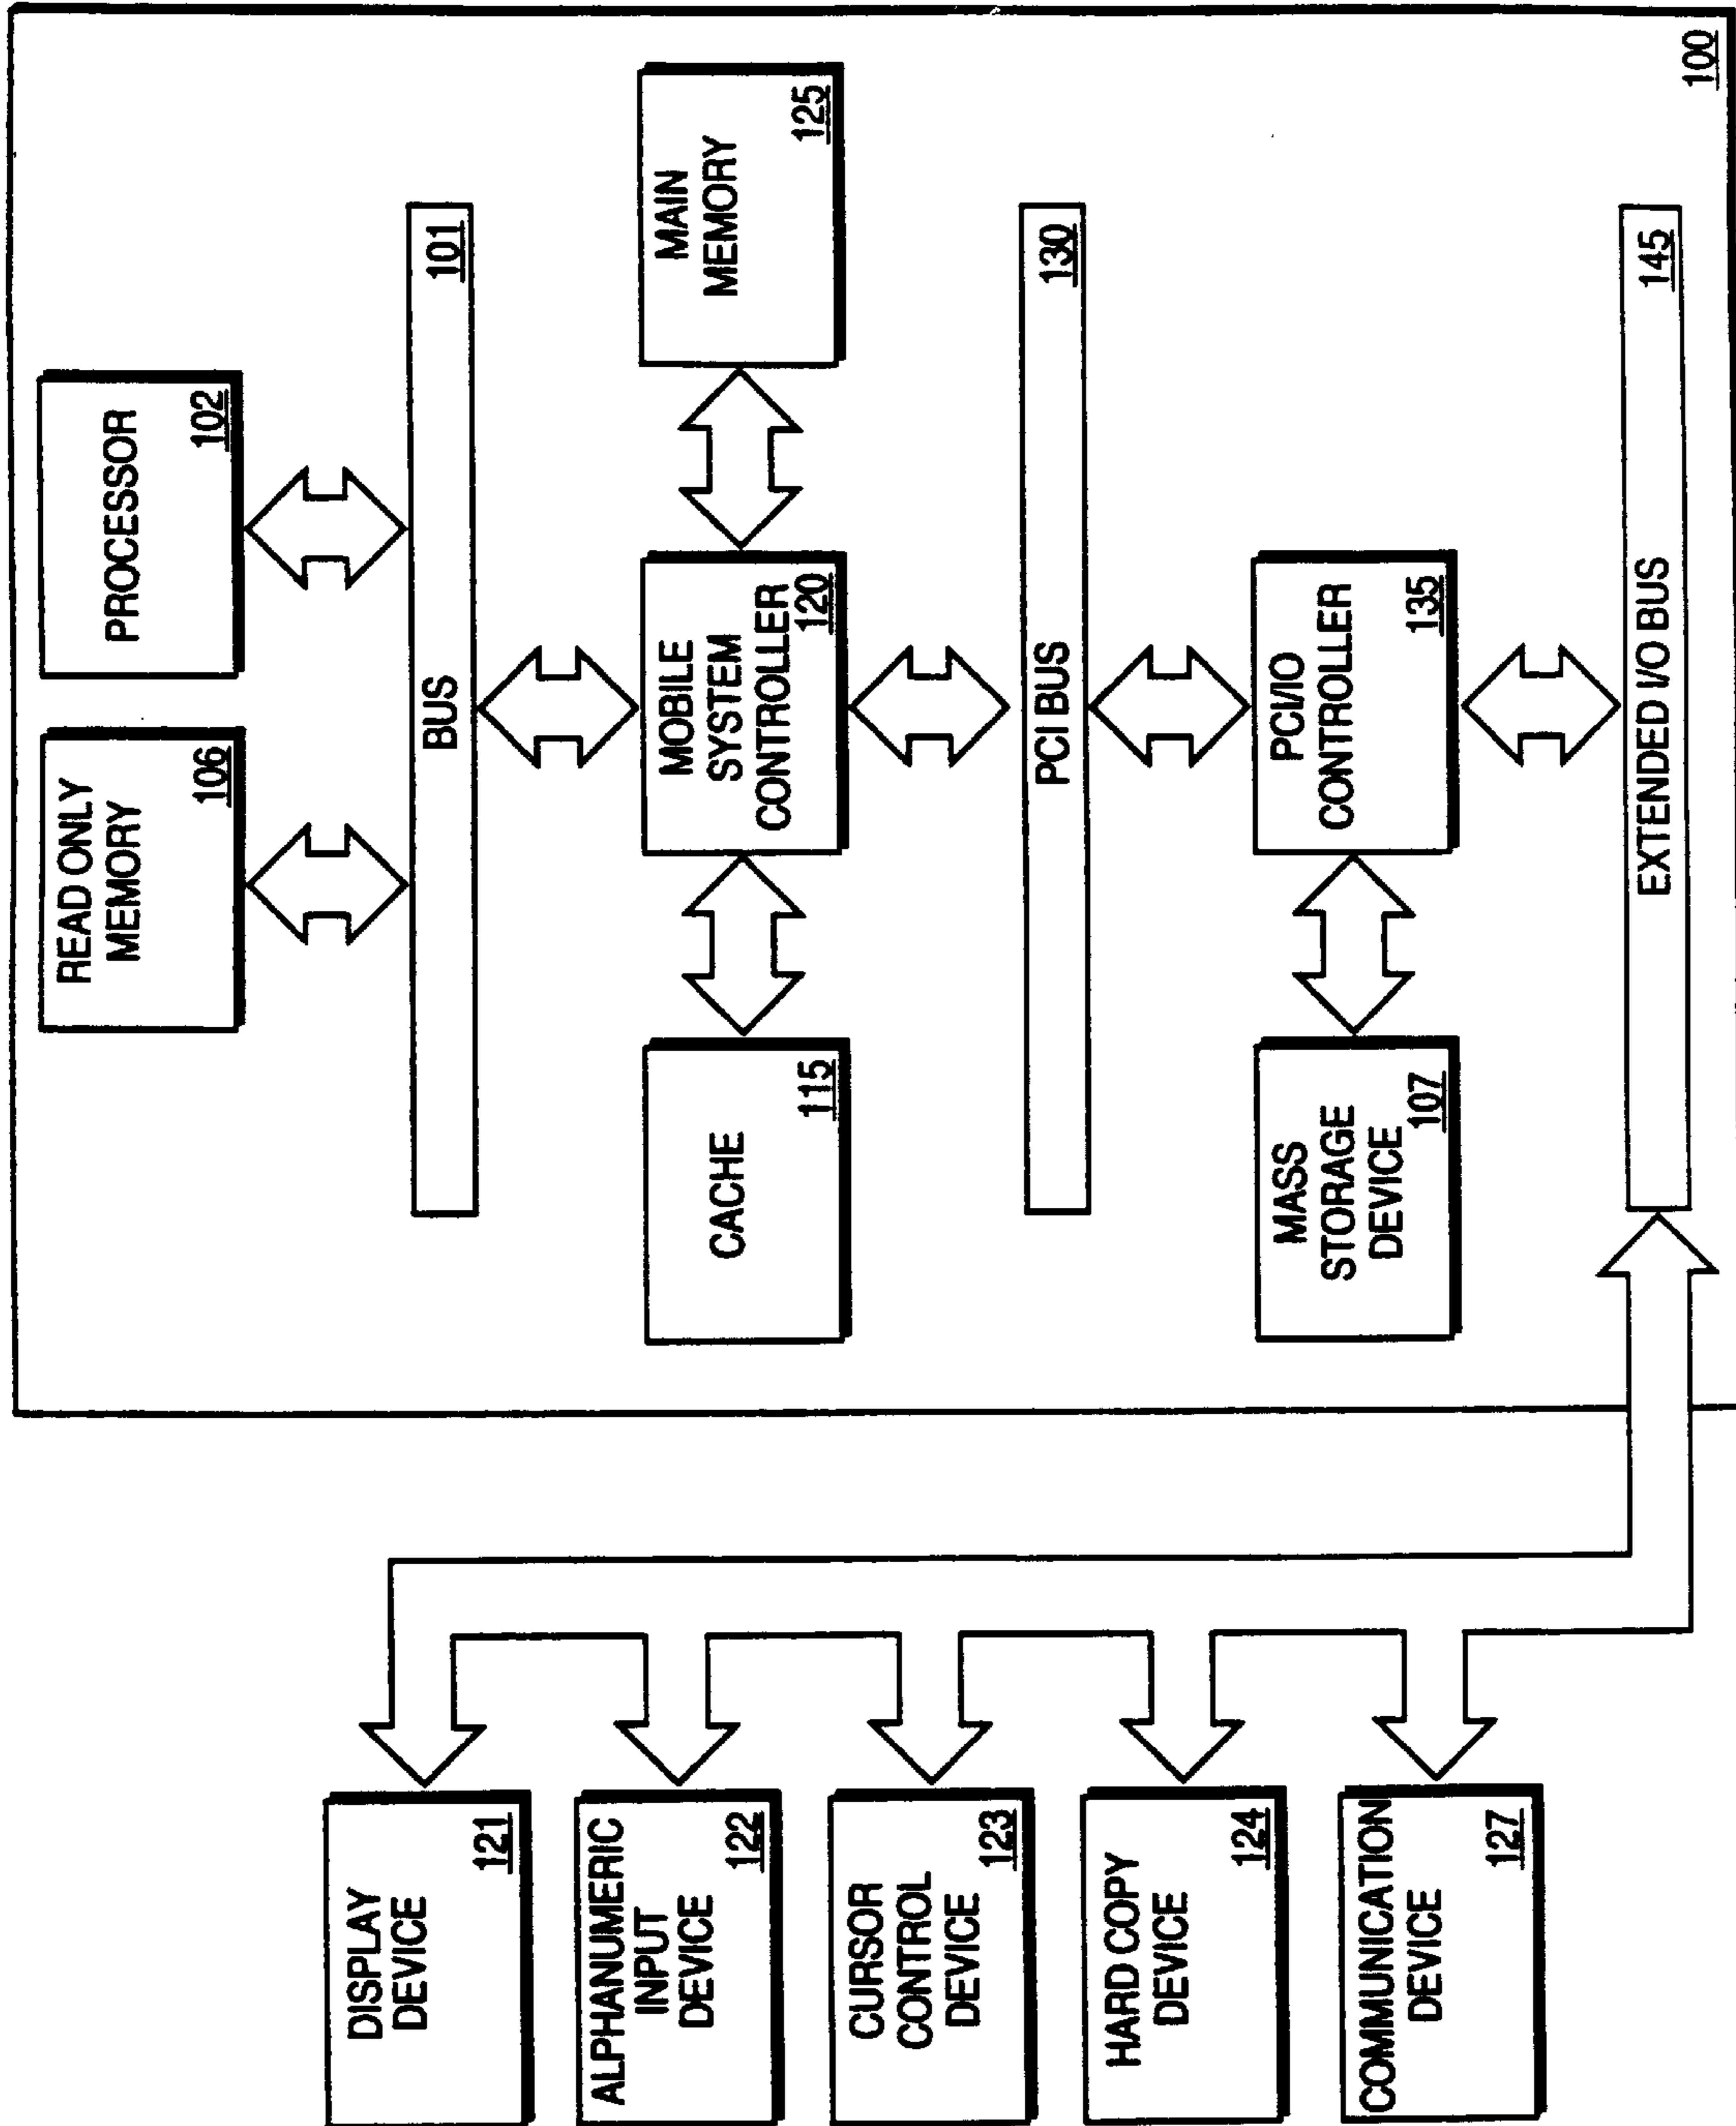 DISPLAY
DEVICE
121
ALPHANUMERIC
INPUT
DEVICE
122
CURSOR
CONTROL
DEVICE
123
HARD COPY
DEVICE
124
COMMUNICATION
DEVICE
127
READ ONLY
MEMORY
106
PROCESSOR
102
BUS
101
CACHE
115
MOBILE
SYSTEM
CONTROLLER
120
MAIN
MEMORY
125
PCI BUS
130
MASS
STORAGE
DEVICE
107
PCI/IO
CONTROLLER
135
EXTENDED I/O BUS
145
100